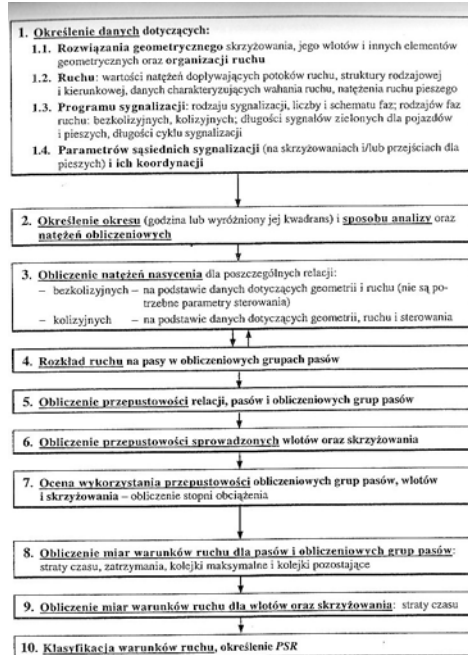 1. Określenie danych dotyczących:
1.1. Rozwiązania geometrycznego skrzyżowania, jego wlotów i innych elementów
geometrycznych oraz organizacji ruchu
1.2. Ruchu: wartości natężeń dopływających potoków ruchu, struktury rodzajowej
i kierunkowej, danych charakteryzujących wahania ruchu, natężenia ruchu pieszego
1.3. Programu sygnalizacji: rodzaju sygnalizacji, liczby i schematu faz; rodzajów faz
ruchu: bezkolizyjnych, kolizyjnych; długości sygnałów zielonych dla pojazdów
i pieszych, długości cyklu sygnalizacji
1.4. Parametrów sąsiednich sygnalizacji (na skrzyżowaniach i/lub przejściach dla
pieszych) i ich koordynacji
2. Określenie okresu (godzina lub wyróżniony jej kwadrans) i sposobu analizy oraz
natężeń obliczeniowych
3. Obliczenie natężeń nasycenia dla poszczególnych relacji:
– bezkolizyjnych – na podstawie danych dotyczących geometrii i ruchu (nie są po-
trzebne parametry sterowania)
– kolizyjnych – na podstawie danych dotyczących geometrii, ruchu i sterowania
4. Rozkład ruchu na pasy w obliczeniowych grupach pasów
5. Obliczenie przepustowości relacji, pasów i obliczeniowych grup pasów
6. Obliczenie przepustowości sprowadzonych wlotów oraz skrzyżowania
7. Ocena wykorzystania przepustowości obliczeniowych grup pasów, wlotów
i skrzyżowania – obliczenie stopni obciążenia
8. Obliczenie miar warunków ruchu dla pasów i obliczeniowych grup pasów:
straty czasu, zatrzymania, kolejki maksymalne i kolejki pozostające
9. Obliczenie miar warunków ruchu dla wlotów oraz skrzyżowania: straty czasu
10. Klasyfikacja warunków ruchu, określenie PSR